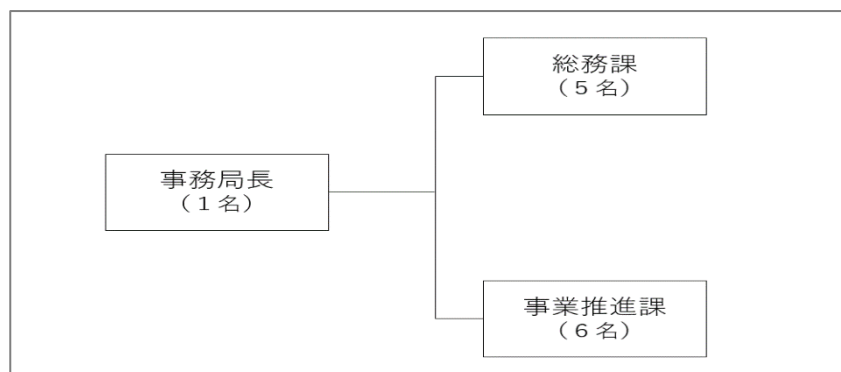 総務課
（5名）
事務局長
（1名）
事業推進課
（6名）